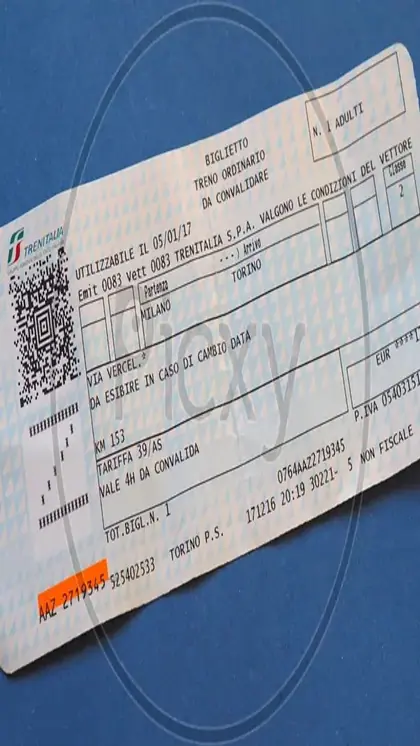 BIGLIETTO
TRENO ORDINARIO
DA CONVALIDARE
N. 1 ADULTI
TRENITALIA
UTILIZZABILE IL 05/01/17
Emit 0083 Vett 0083 TRENITALIA S.P.A. VALGONO LE CONDIZIONI DEL VETTORE
Partenza ---) Arrivo Classe
MILANO TORINO 2
VIA VERCEL.*
DA ESIBIRE IN CASO DI CAMBIO DATA
KM 153
EUR ****1
TARIFFA 39/AS
P.IVA 05403151
VALE 4H DA CONVALIDA
TOT.BIGL.N. 1
0764AAZ2719345
TORINO P.S. 171216 20:19 30221- 5 NON FISCALE
AAZ 2719345 525402533
Picxy